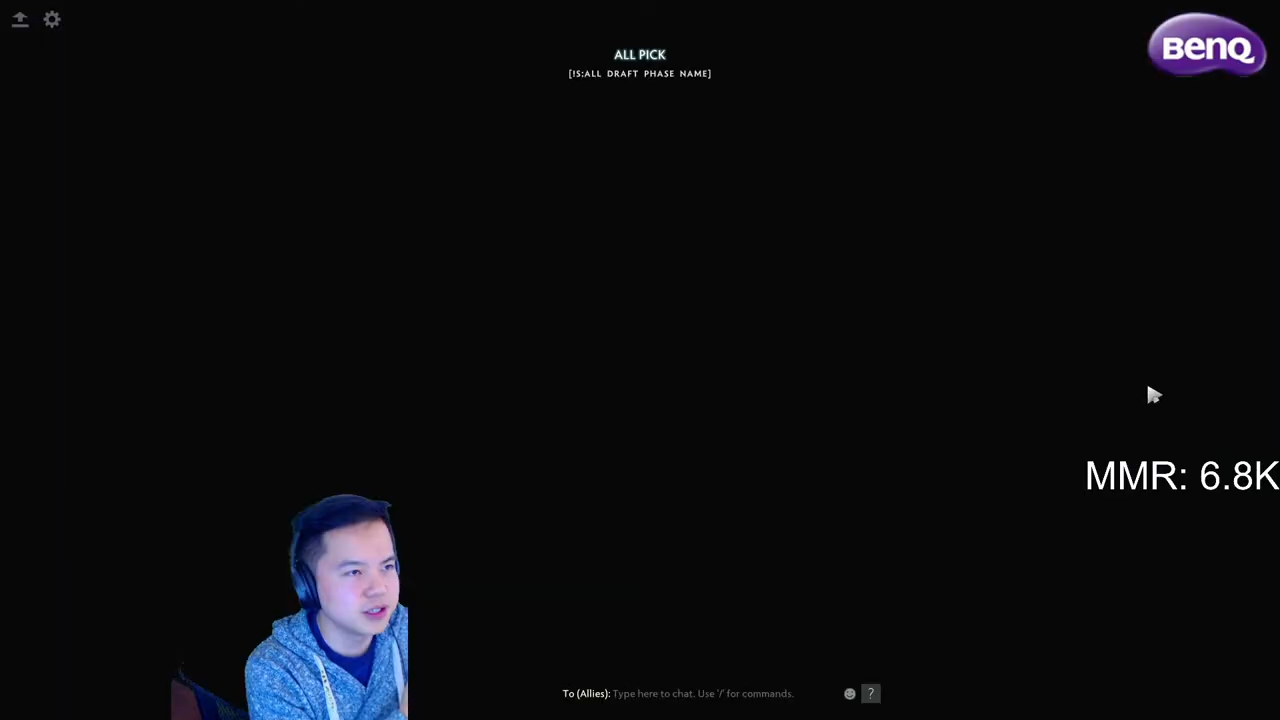 ALL PICK
[!S:ALL DRAFT PHASE NAME]
BenQ
MMR: 6.8K
To (Allies): Type here to chat. Use '/' for commands.
?